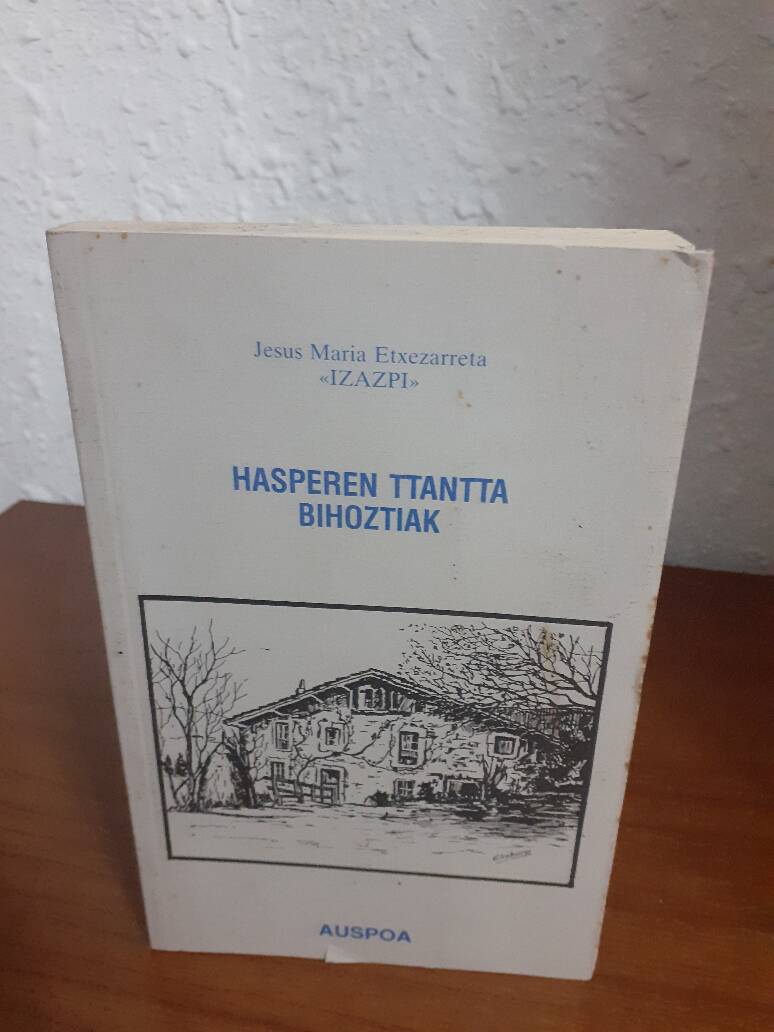 Jesus Maria Etxezarreta
«IZAZPI»
HASPEREN TTANTTA
BIHOZTIAK
AUSPOA